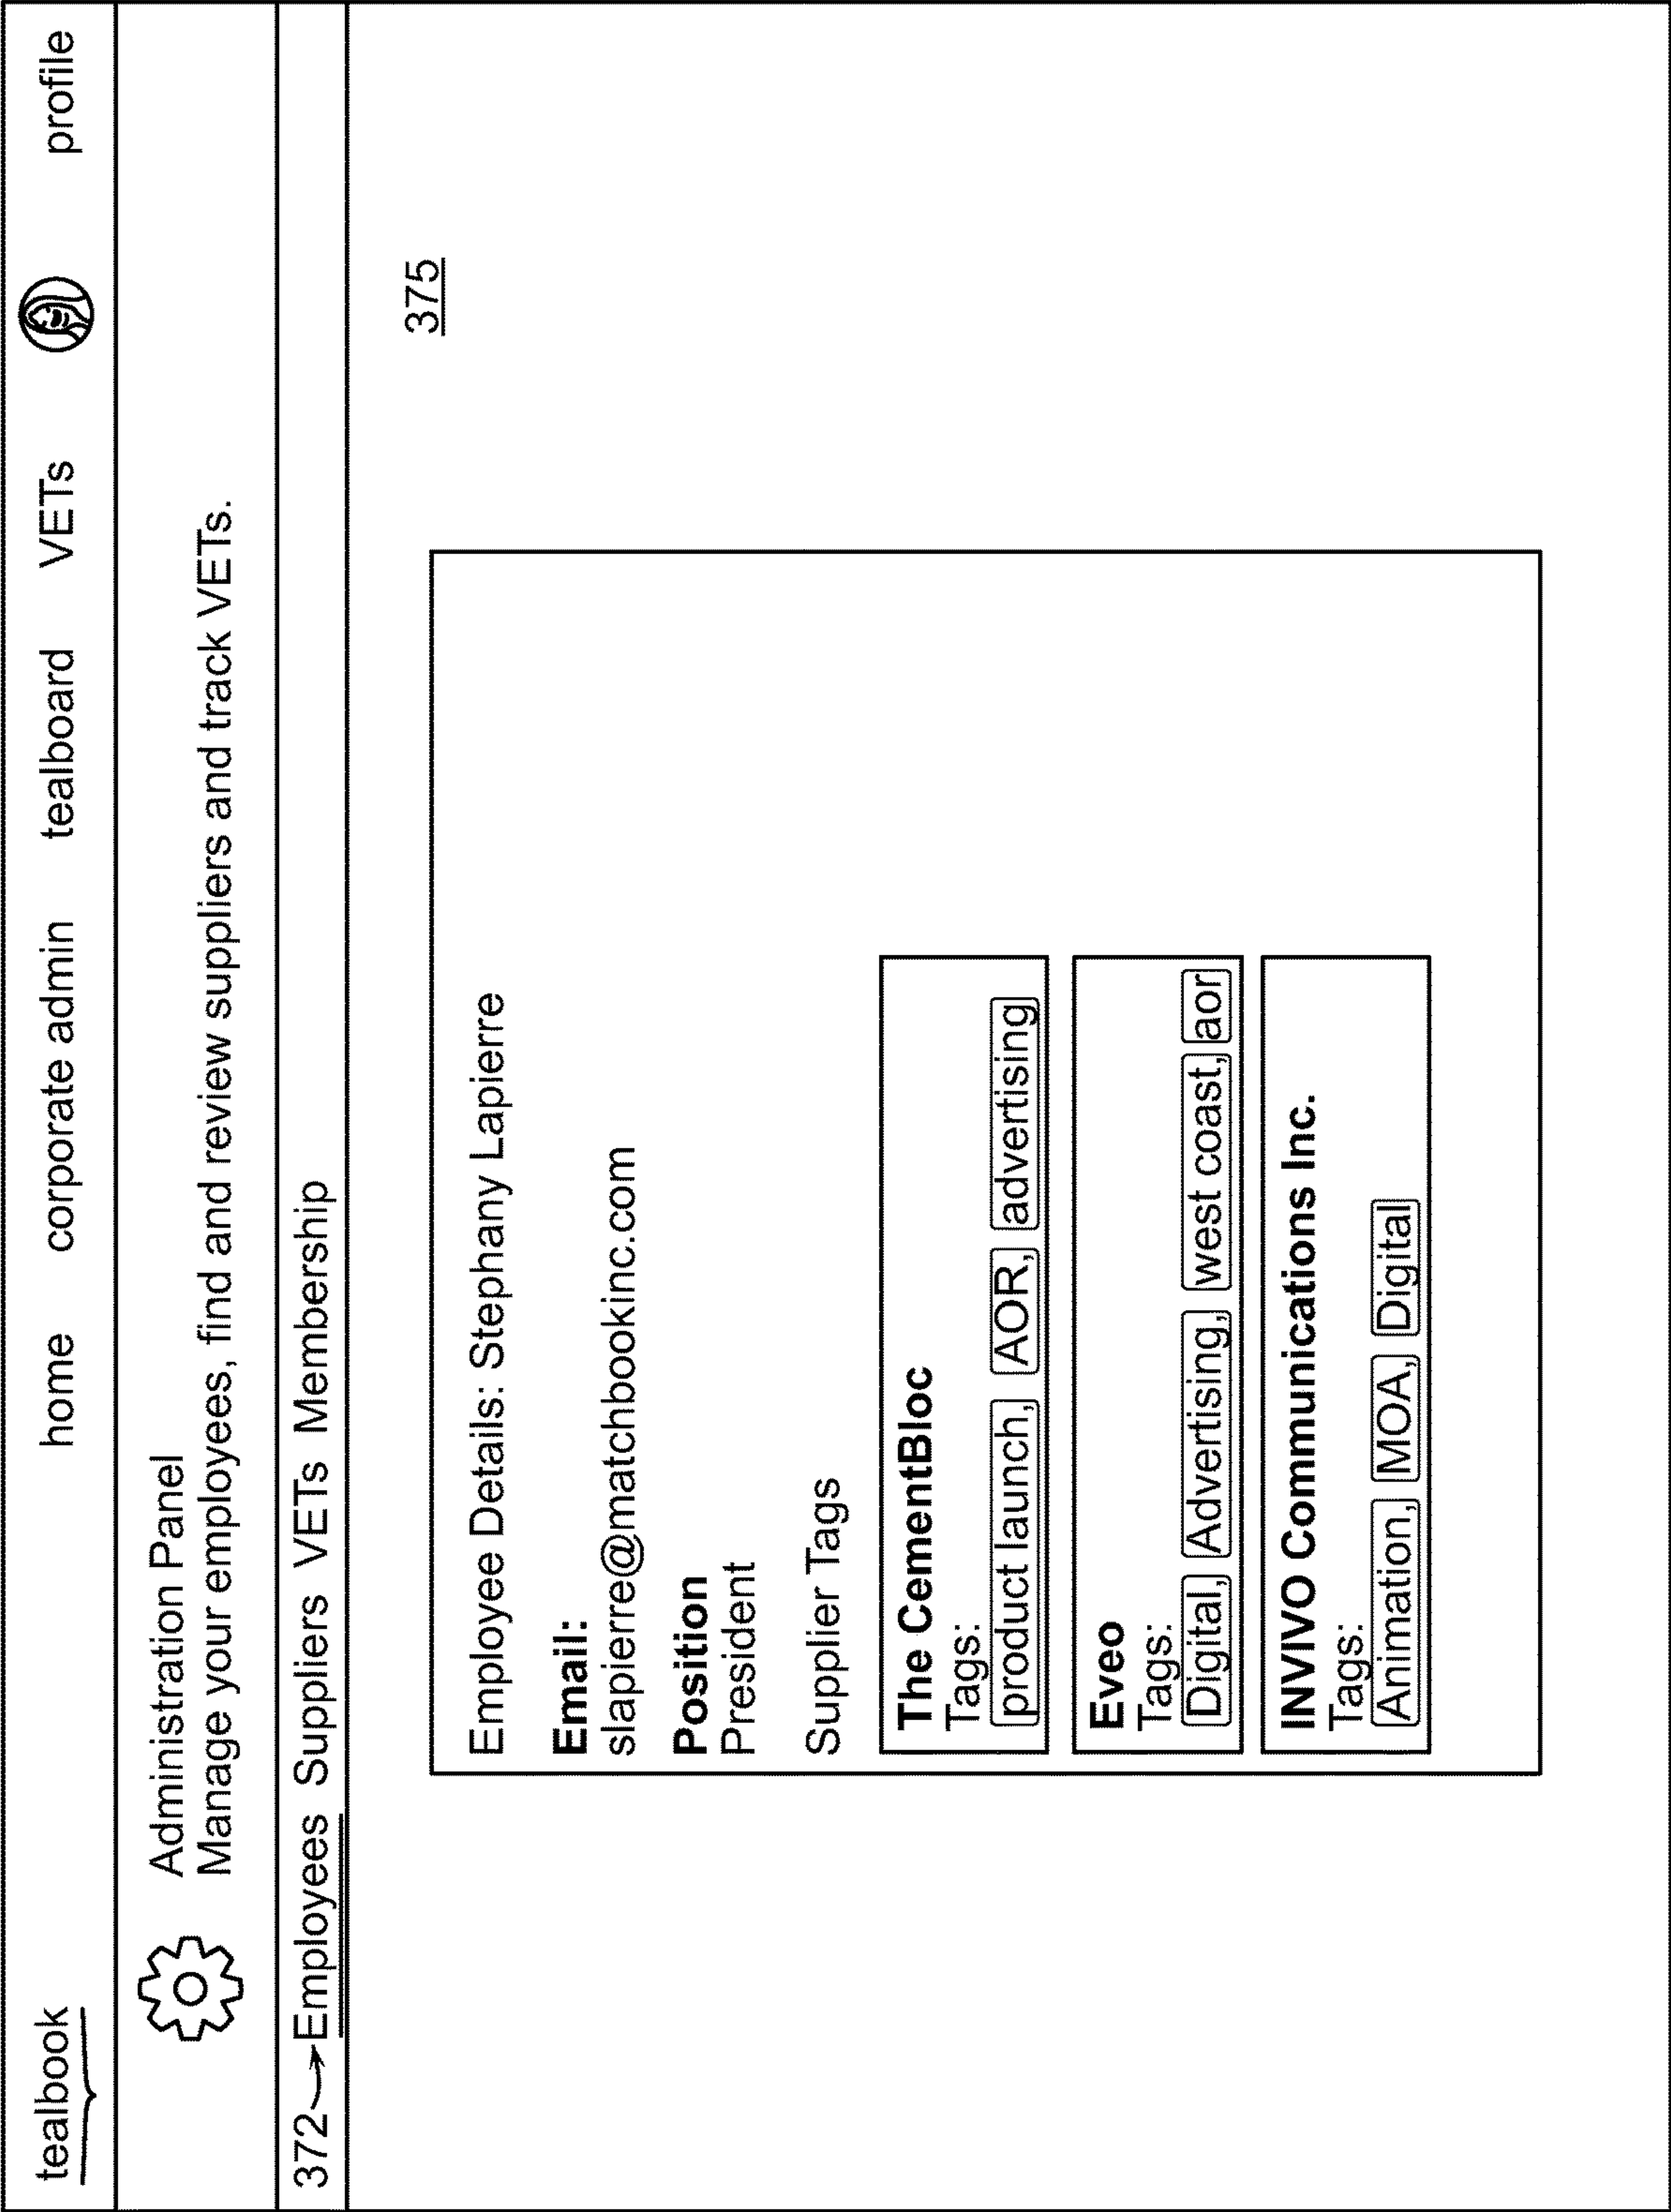 tealbook home corporate admin tealboard VETs profile
Administration Panel
Manage your employees, find and review suppliers and track VETs.
372 Employees Suppliers VETs Membership
375
Employee Details: Stephany Lapierre
Email:
slapierre@matchbookinc.com
Position
President
Supplier Tags
The CementBloc
Tags:
product launch, AOR, advertising
Eveo
Tags:
Digital, Advertising, west coast, aor
INVIVO Communications Inc.
Tags:
Animation, MOA, Digital